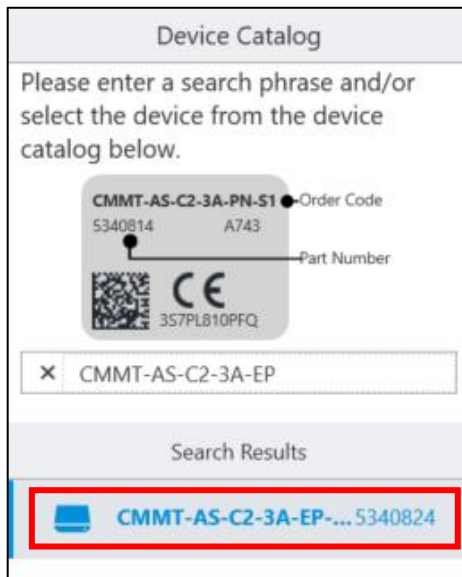 Device Catalog
Please enter a search phrase and/or
select the device from the device
catalog below.
CMMT-AS-C2-3A-PN-S1 Order Code
5340814 A743
Part Number
CE
3S7PL810PFQ
× CMMT-AS-C2-3A-EP
Search Results
CMMT-AS-C2-3A-EP-... 5340824